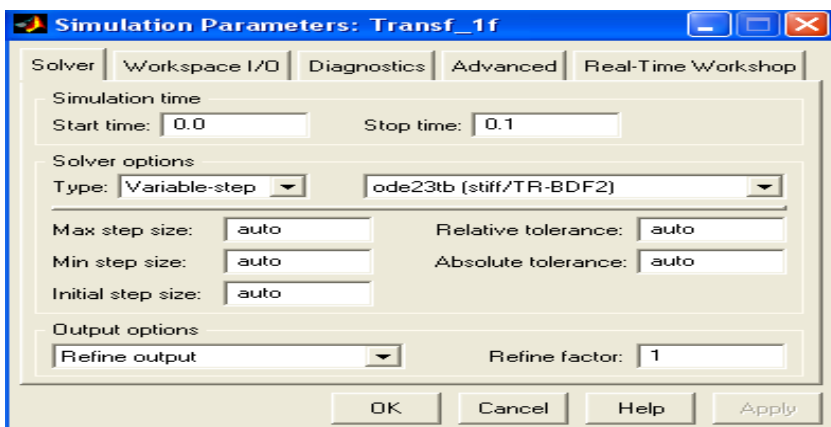 Simulation Parameters: Transf_1f
Solver Workspace I/O Diagnostics Advanced Real-Time Workshop
Simulation time
Start time: 0.0 Stop time: 0.1
Solver options
Type: Variable-step ode23tb (stiff/TR-BDF2)
Max step size: auto Relative tolerance: auto
Min step size: auto Absolute tolerance: auto
Initial step size: auto
Output options
Refine output Refine factor: 1
OK Cancel Help Apply